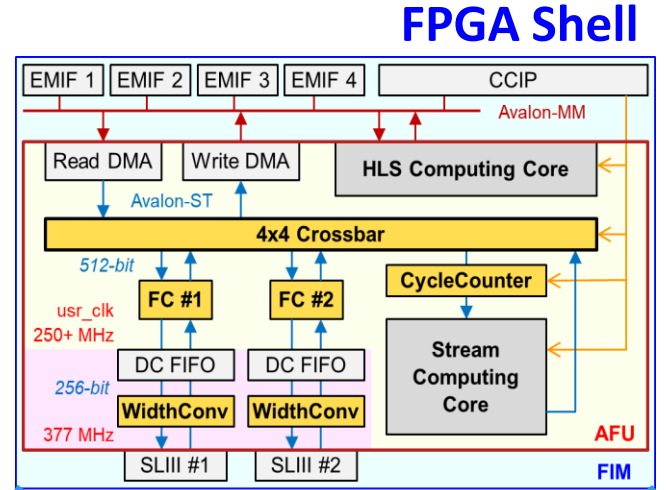 FPGA Shell
EMIF 1 EMIF 2 EMIF 3 EMIF 4 CCIP
Avalon-MM
Read DMA Write DMA HLS Computing Core
Avalon-ST
4x4 Crossbar
512-bit
FC #1 FC #2 CycleCounter
usr_clk
250+ MHz
DC FIFO DC FIFO
Stream
Computing
Core
256-bit
WidthConv WidthConv
377 MHz
AFU
SLIII #1 SLIII #2
FIM